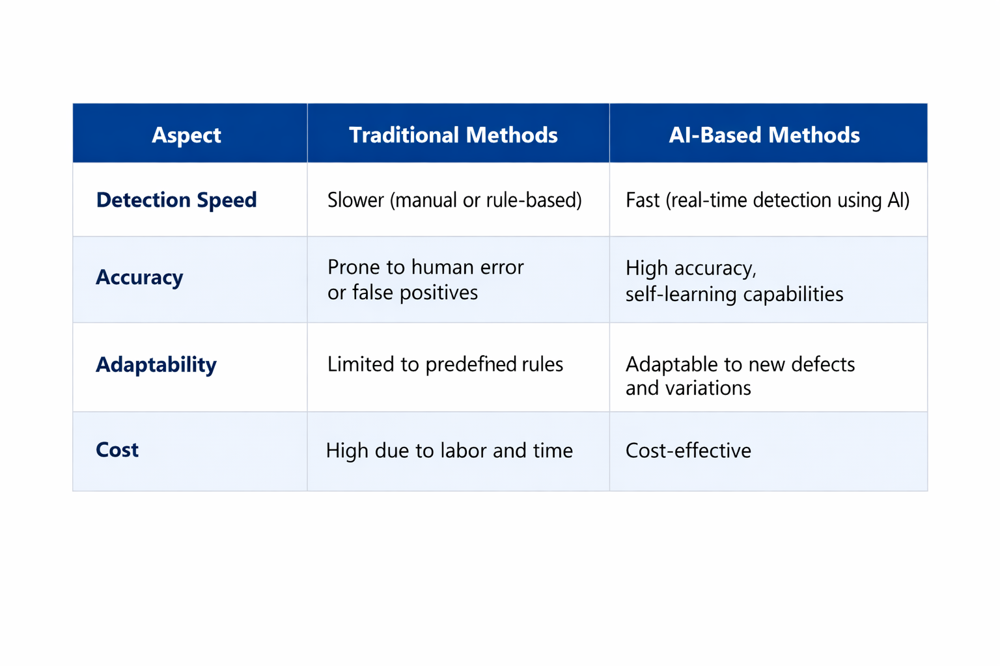 Aspect Traditional Methods AI-Based Methods
Detection Speed Slower (manual or rule-based) Fast (real-time detection using AI)
Accuracy
Prone to human error
or false positives
High accuracy,
self-learning capabilities
Adaptability Limited to predefined rules
Adaptable to new defects
and variations
Cost High due to labor and time Cost-effective